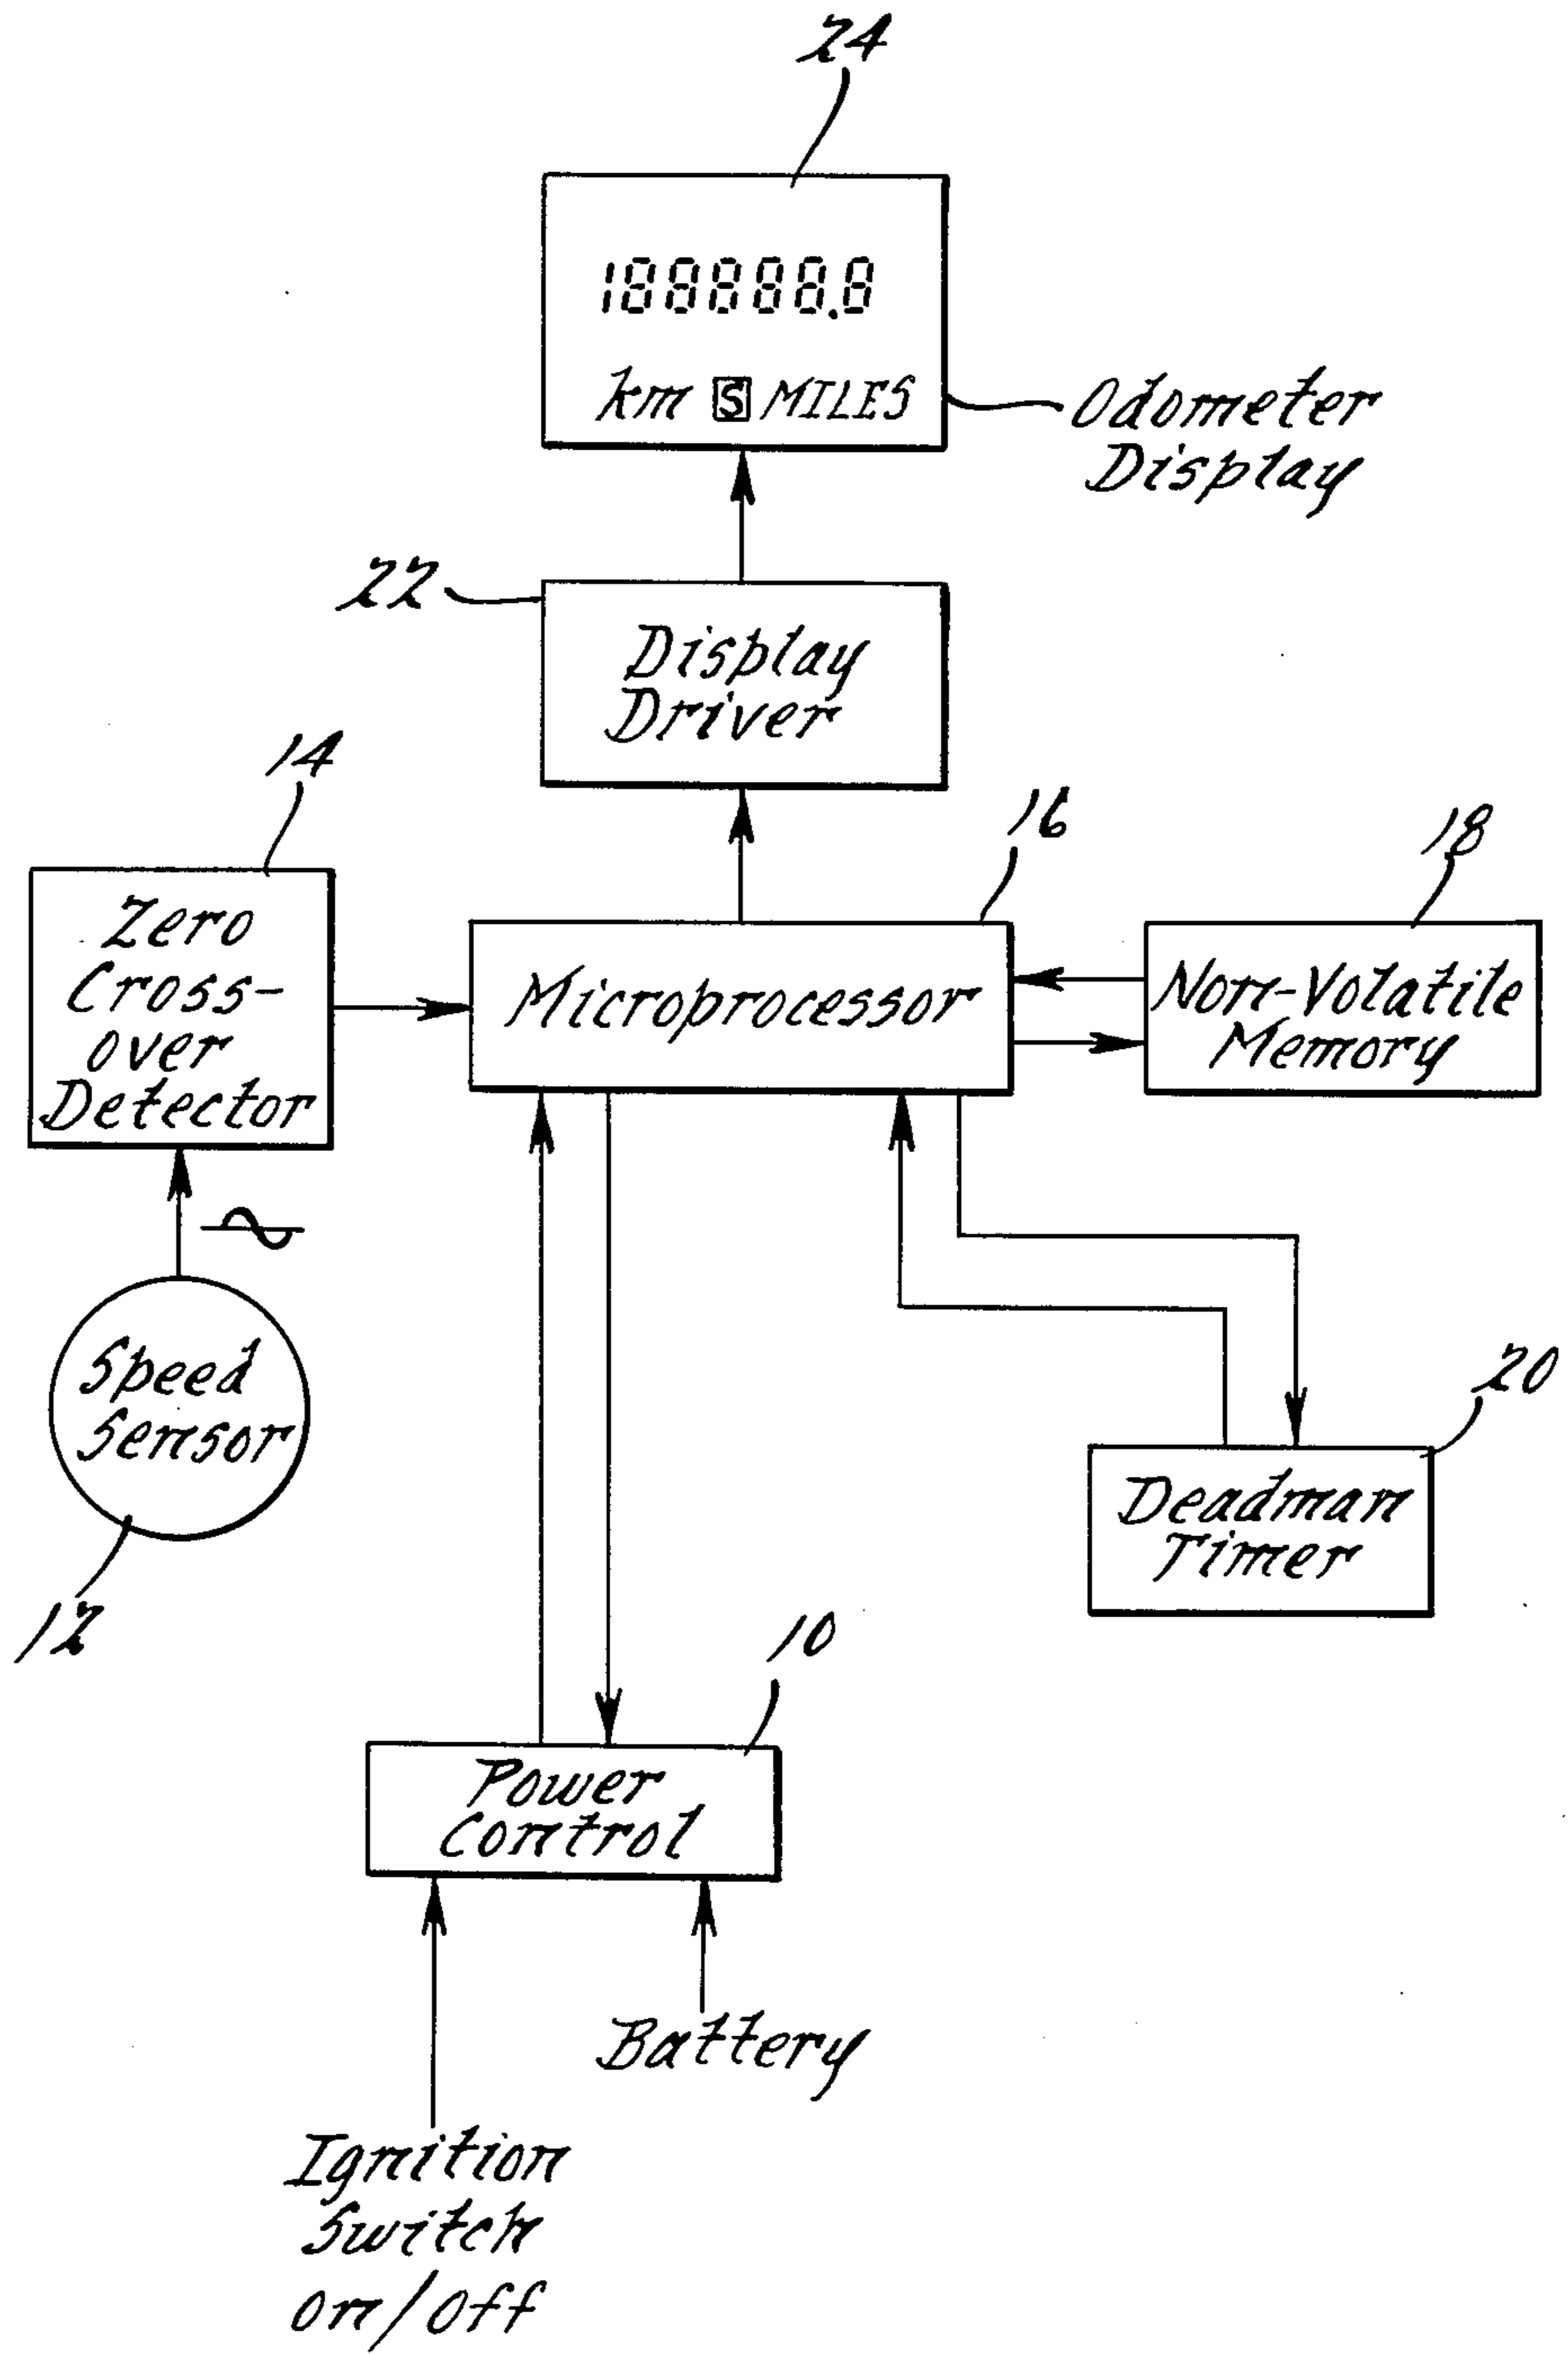 24
188888.8
km S MILES
Odometer
Display
22
Display
Driver
14
16
18
Zero
Cross-
over
Detector
Microprocessor
Non-Volatile
Memory
Speed
Sensor
12
20
Deadman
Timer
10
Power
Control
Battery
Ignition
Switch
On/Off